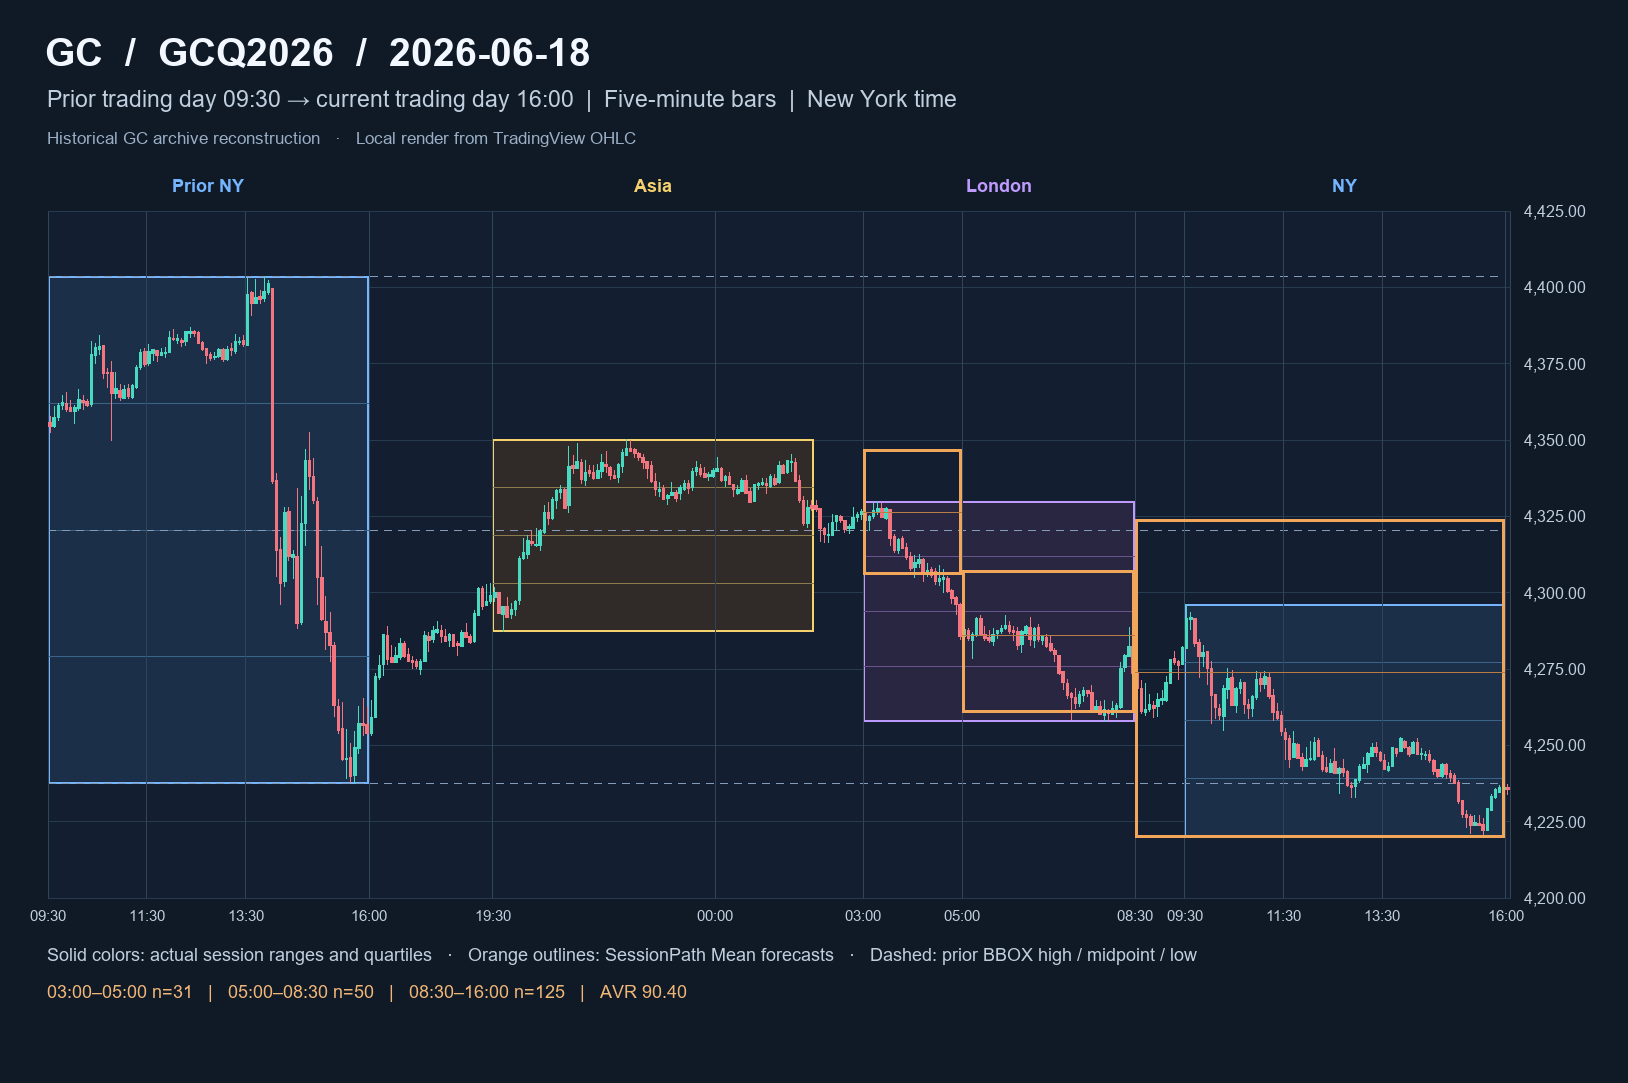 GC / GCQ2026 / 2026-06-18
Prior trading day 09:30 → current trading day 16:00 | Five-minute bars | New York time
Historical GC archive reconstruction · Local render from TradingView OHLC
Prior NY Asia London NY
4,425.00
4,400.00
4,375.00
4,350.00
4,325.00
4,300.00
4,275.00
4,250.00
4,225.00
4,200.00
09:30 11:30 13:30 16:00 19:30 00:00 03:00 05:00 08:30 09:30 11:30 13:30 16:00
Solid colors: actual session ranges and quartiles · Orange outlines: SessionPath Mean forecasts · Dashed: prior BBOX high / midpoint / low
03:00–05:00 n=31 | 05:00–08:30 n=50 | 08:30–16:00 n=125 | AVR 90.40